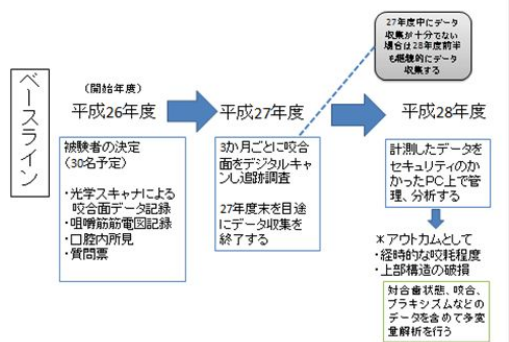 27年度中にデータ
収集が十分でない
場合は28年度前半
も継続的にデータ
収集する
ベースライン
(開始年度)
平成26年度
平成27年度
平成28年度
被験者の決定
(30名予定)
・光学スキャナによる
咬合面データ記録
・咀嚼筋筋電図記録
・口腔内所見
・質問票
3か月ごとに咬合
面をデジタルキャ
ンし追跡調査
27年度末を目途
にデータ収集を
終了する
計測したデータを
セキュリティのか
かったPC上で管
理、分析する
*アウトカムとして
・経時的な咬耗程度
・上部構造の破損
対合歯状態、咬合、
ブラキシズムなどの
データを含めて多変
量解析を行う